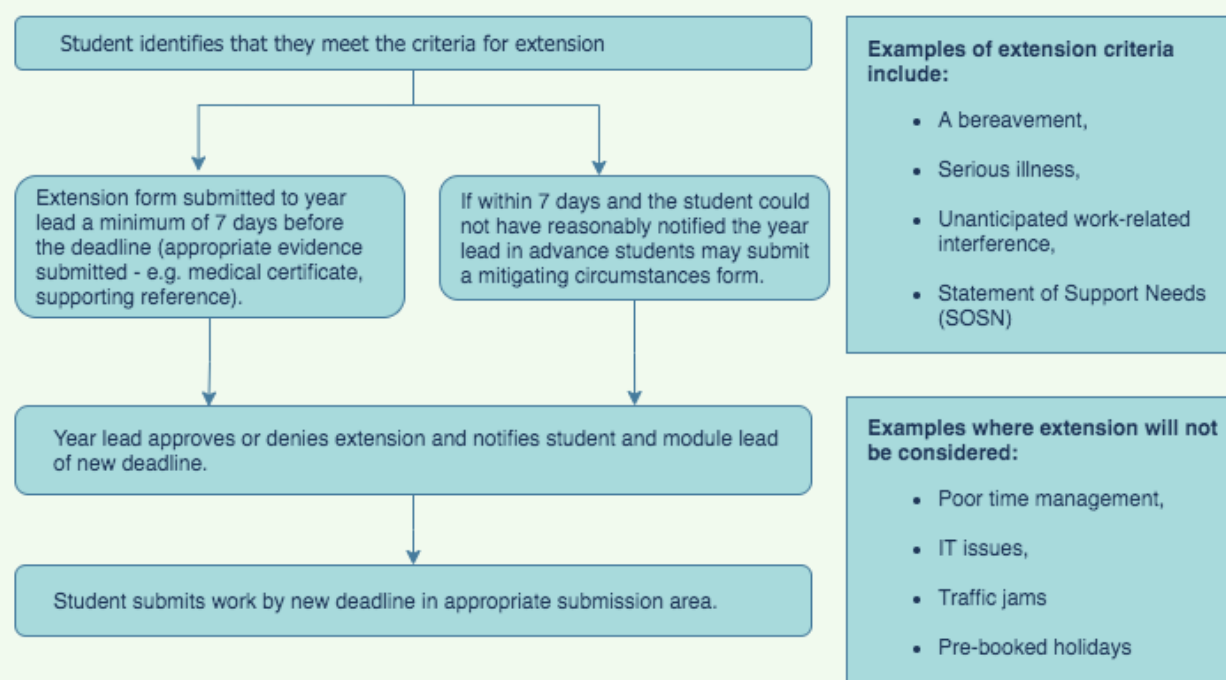 Student identifies that they meet the criteria for extension
Extension form submitted to year
lead a minimum of 7 days before
the deadline (appropriate evidence
submitted - e.g. medical certificate,
supporting reference).
If within 7 days and the student could
not have reasonably notified the year
lead in advance students may submit
a mitigating circumstances form.
Year lead approves or denies extension and notifies student and module lead
of new deadline.
Student submits work by new deadline in appropriate submission area.
Examples of extension criteria
include:
• A bereavement,
• Serious illness,
• Unanticipated work-related
interference,
• Statement of Support Needs
(SOSN)
Examples where extension will not
be considered:
• Poor time management,
• IT issues,
• Traffic jams
• Pre-booked holidays